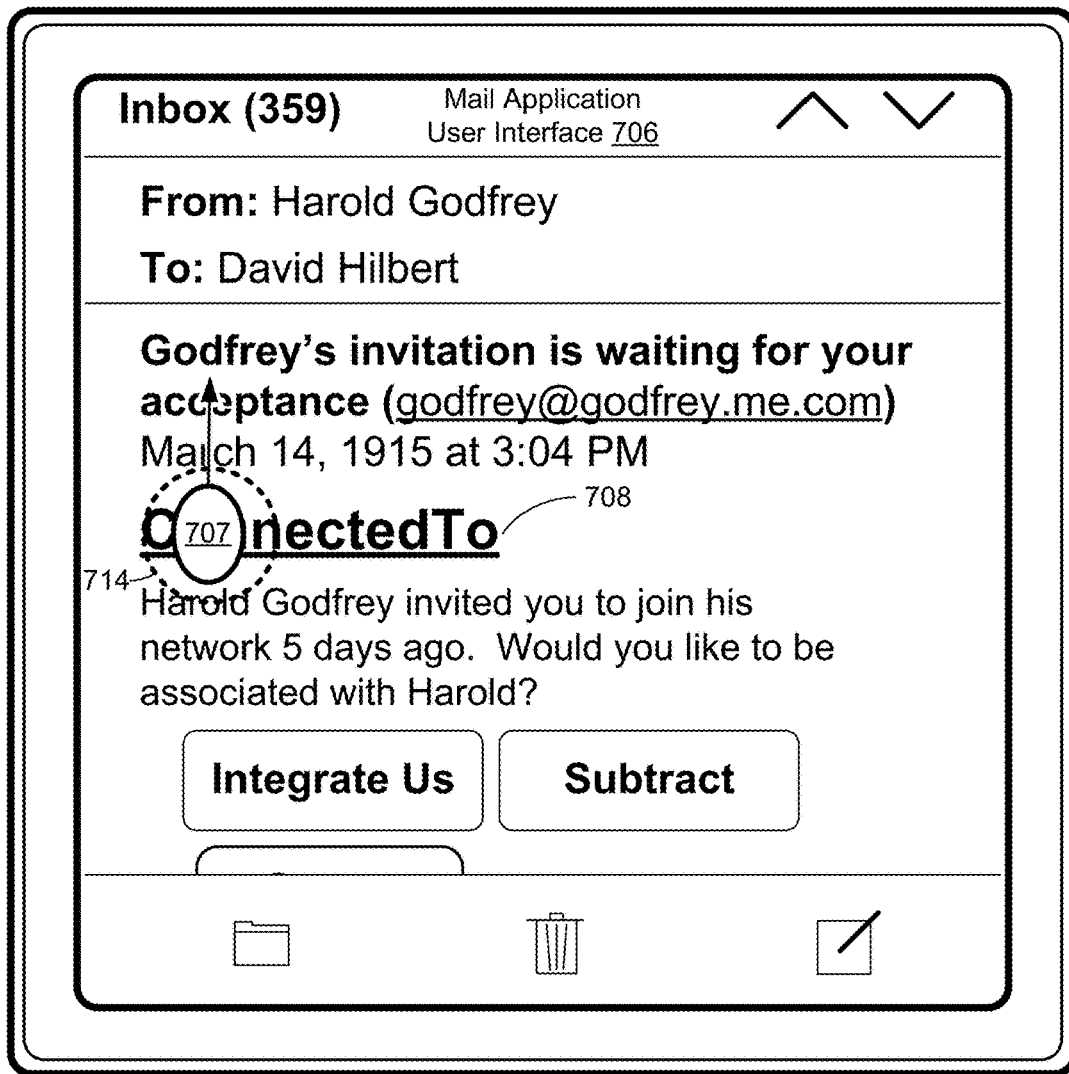 Inbox (359)
Mail Application
User Interface 706
From: Harold Godfrey
To: David Hilbert
Godfrey's invitation is waiting for your
acceptance (godfrey@godfrey.me.com)
March 14, 1915 at 3:04 PM
708
707 nectedTo
714
Harold Godfrey invited you to join his
network 5 days ago. Would you like to be
associated with Harold?
Integrate Us Subtract